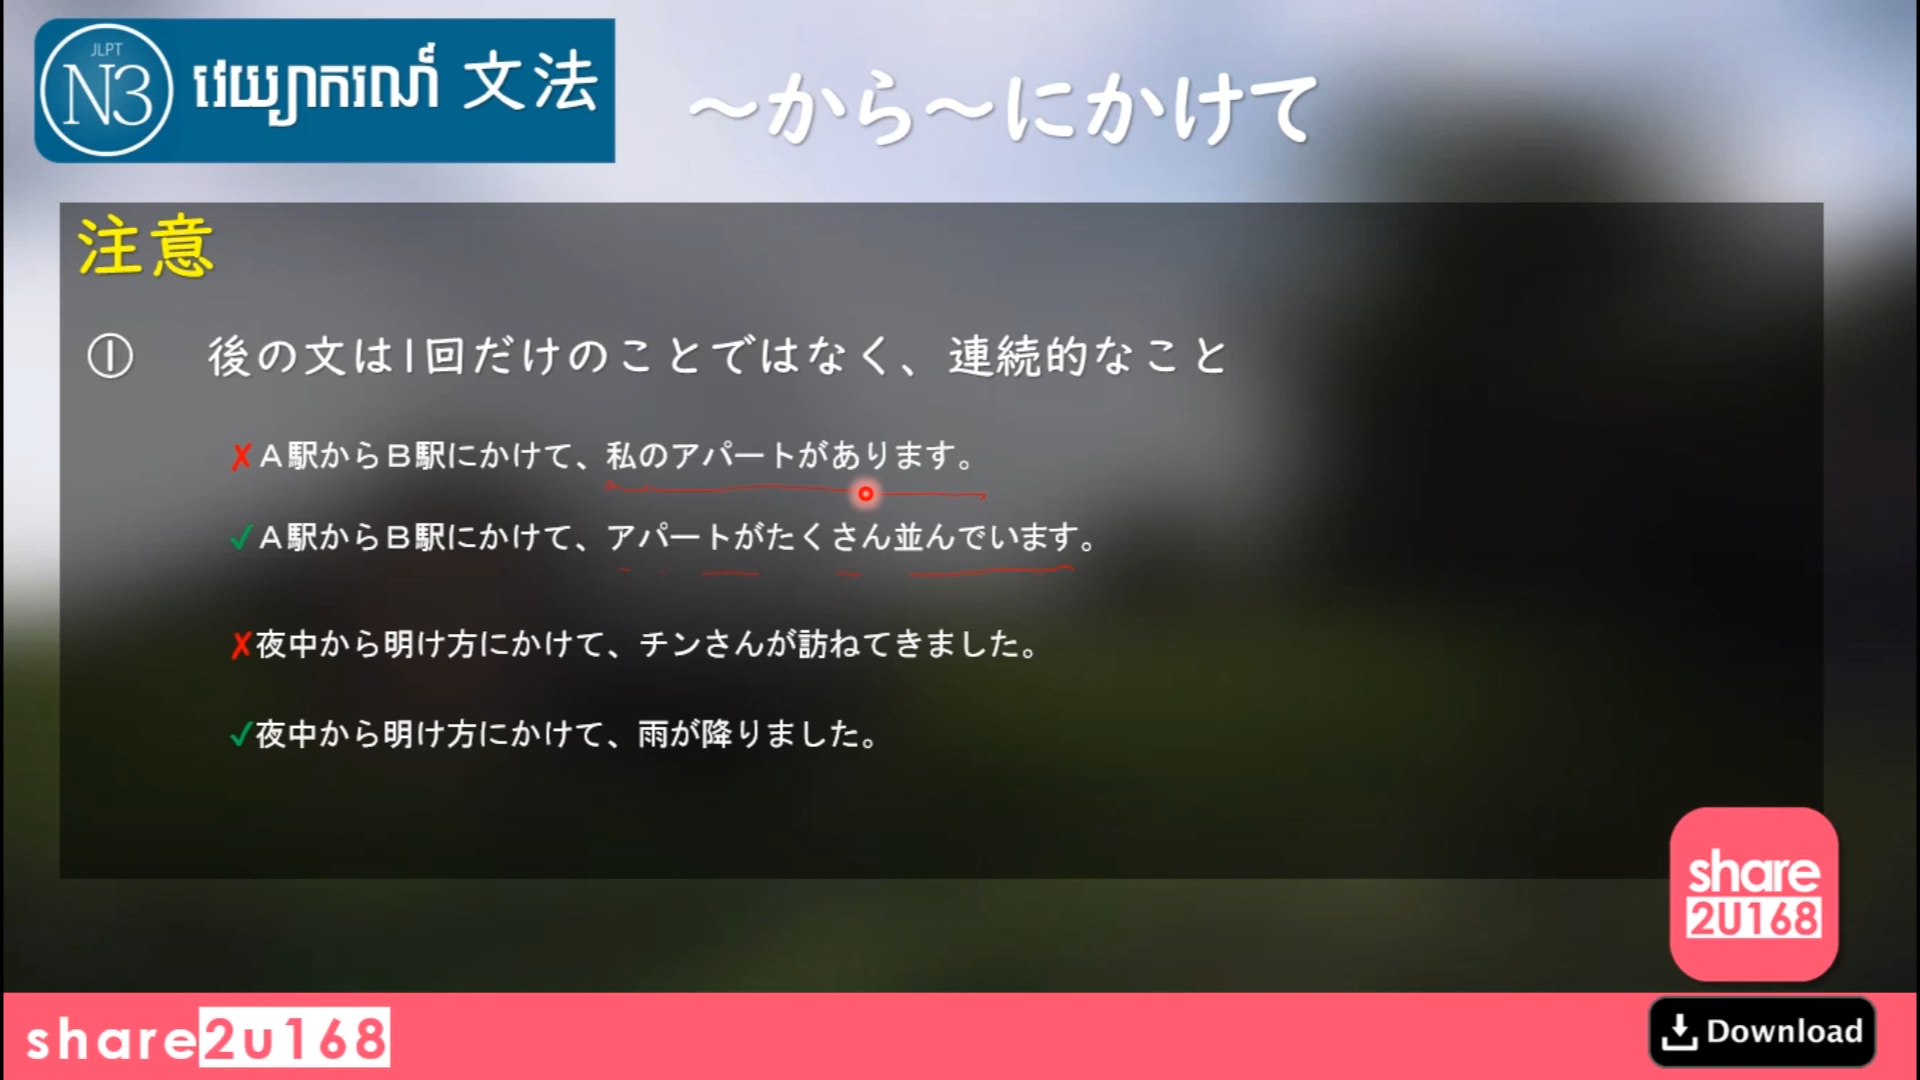 JLPT
N3
វេយ្យាករណ៍ 文法
～から～にかけて
注意
① 後の文は1回だけのことではなく、連続的なこと
✗A駅からB駅にかけて、私のアパートがあります。
✓A駅からB駅にかけて、アパートがたくさん並んでいます。
✗夜中から明け方にかけて、チンさんが訪ねてきました。
✓夜中から明け方にかけて、雨が降りました。
share
2U168
share2u168
Download